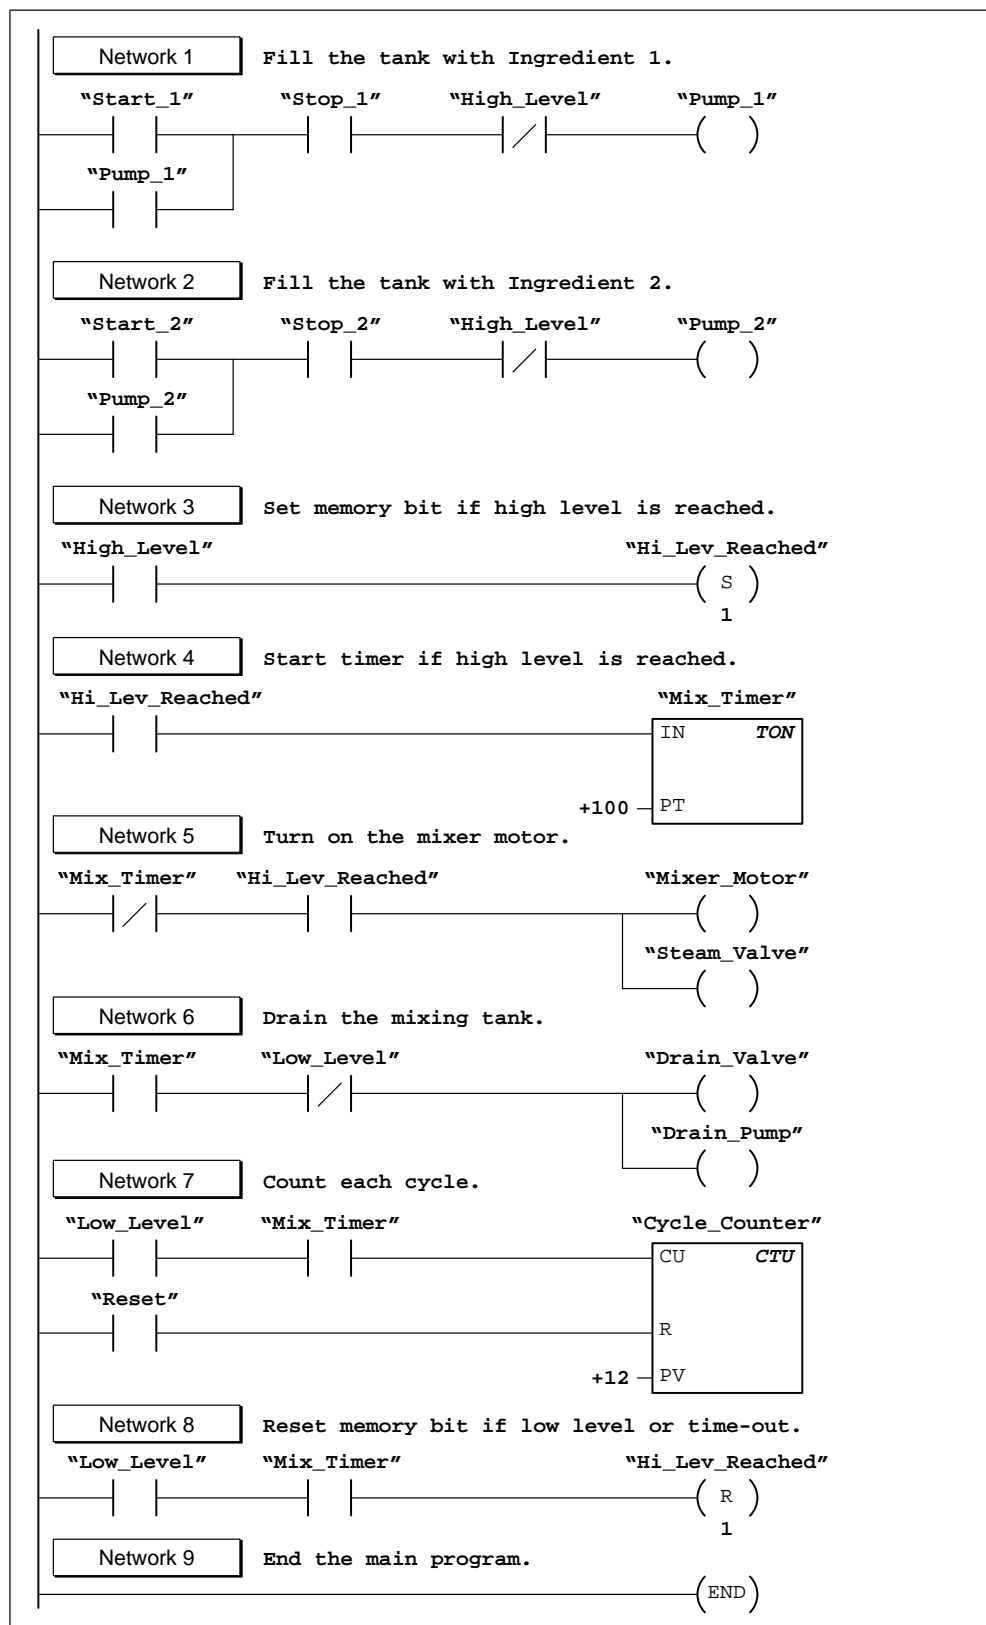 Network 1 Fill the tank with Ingredient 1.
“Start_1” “Stop_1” “High_Level” “Pump_1”
“Pump_1”
Network 2 Fill the tank with Ingredient 2.
“Start_2” “Stop_2” “High_Level” “Pump_2”
“Pump_2”
Network 3 Set memory bit if high level is reached.
“High_Level” “Hi_Lev_Reached”
S
1
Network 4 Start timer if high level is reached.
“Hi_Lev_Reached” “Mix_Timer”
IN TON
+100 PT
Network 5 Turn on the mixer motor.
“Mix_Timer” “Hi_Lev_Reached” “Mixer_Motor”
“Steam_Valve”
Network 6 Drain the mixing tank.
“Mix_Timer” “Low_Level” “Drain_Valve”
“Drain_Pump”
Network 7 Count each cycle.
“Low_Level” “Mix_Timer” “Cycle_Counter”
CU CTU
“Reset”
R
+12 PV
Network 8 Reset memory bit if low level or time-out.
“Low_Level” “Mix_Timer” “Hi_Lev_Reached”
R
1
Network 9 End the main program.
END